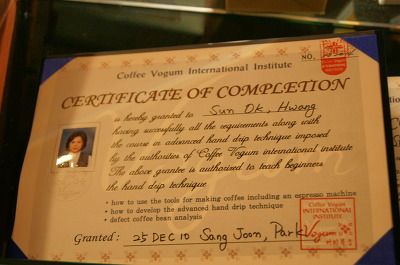 Coffee Vogum International Institute
NO.
CERTIFICATE OF COMPLETION
is hereby granted to Sun Ok, Hwang
having succesfully all the requirements along with
the course in advanced hand drip technique imposed
by the authorities of Coffee Vogum international institute
The above grantee is authorised to teach beginners
the hand drip technique
· how to use the tools for making coffee including an espresso machine
· how to develop the advanced hand drip technique
· defect coffee bean analysis
Coffee Vogum
INTERNATIONAL
INSTITUTE
Granted: 25 DEC 10 Sang Joon, Park